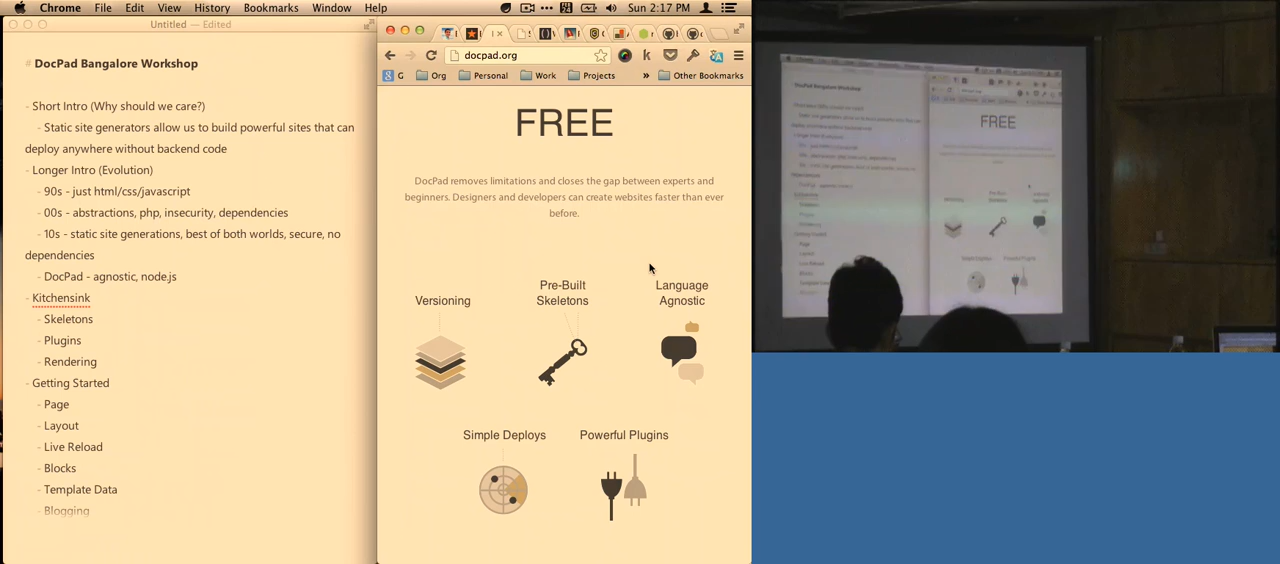 Chrome File Edit View History Bookmarks Window Help
Sun 2:17 PM
Untitled — Edited
# DocPad Bangalore Workshop
- Short Intro (Why should we care?)
- Static site generators allow us to build powerful sites that can
deploy anywhere without backend code
- Longer Intro (Evolution)
- 90s - just html/css/javascript
- 00s - abstractions, php, insecurity, dependencies
- 10s - static site generations, best of both worlds, secure, no
dependencies
- DocPad - agnostic, node.js
- Kitchensink
- Skeletons
- Plugins
- Rendering
- Getting Started
- Page
- Layout
- Live Reload
- Blocks
- Template Data
- Blogging
docpad.org
G Org Personal Work Projects » Other Bookmarks
FREE
DocPad removes limitations and closes the gap between experts and
beginners. Designers and developers can create websites faster than ever
before.
Versioning
Pre-Built
Skeletons
Language
Agnostic
Simple Deploys
Powerful Plugins
DocPad Bangalore Workshop
FREE